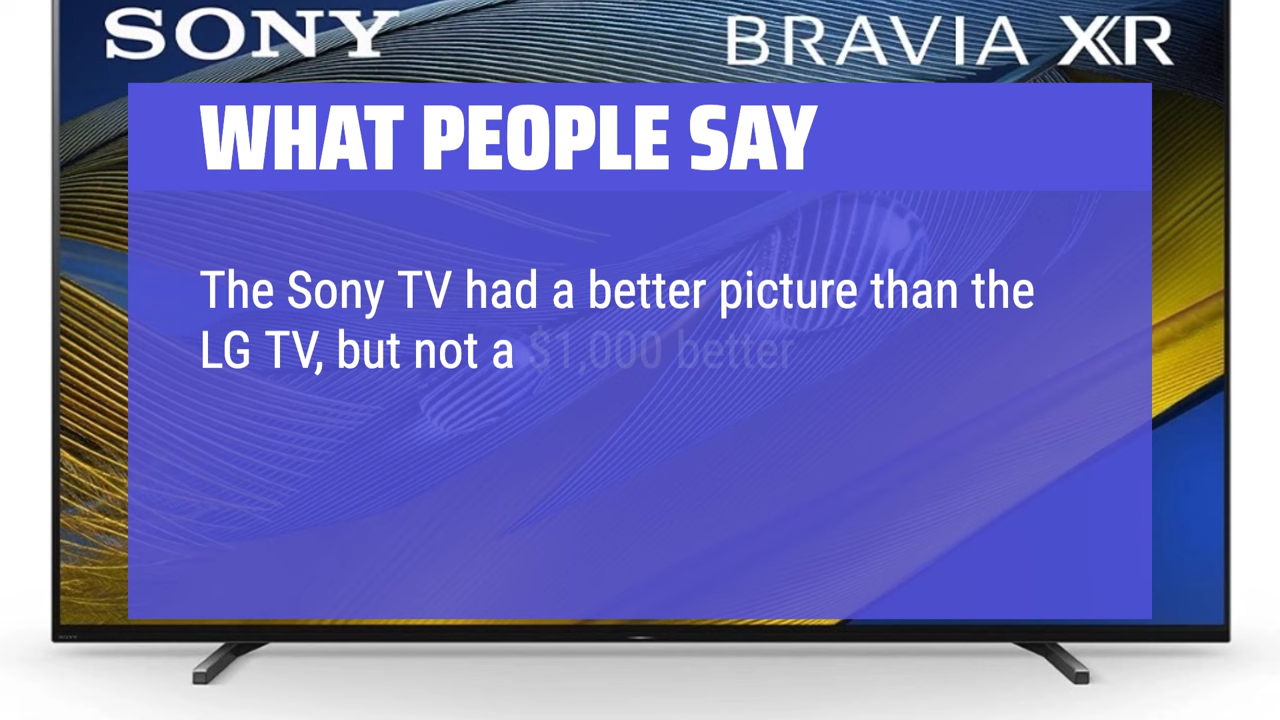 SONY BRAVIA XR
WHAT PEOPLE SAY
The Sony TV had a better picture than the
LG TV, but not a $1,000 better
SONY